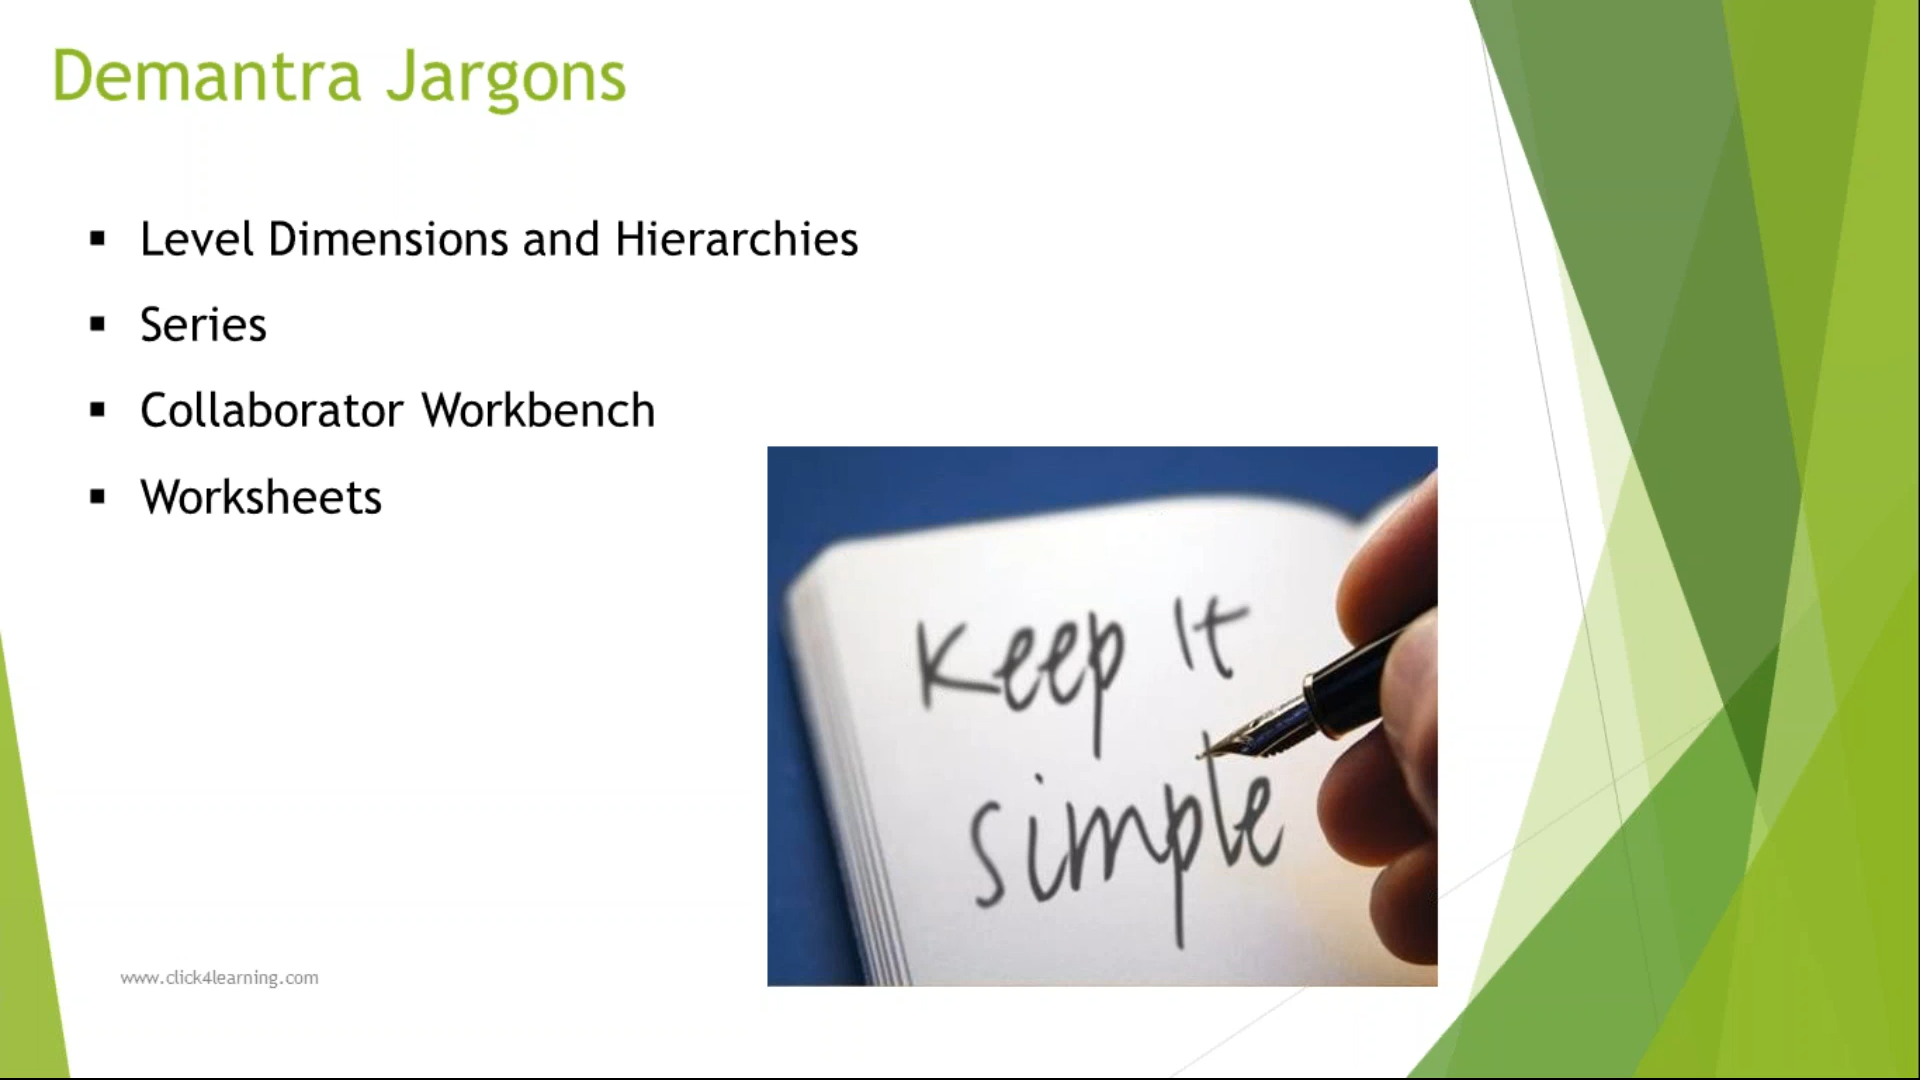 Demantra Jargons
Level Dimensions and Hierarchies
Series
Collaborator Workbench
Worksheets
Keep It
simple
www.click4learning.com